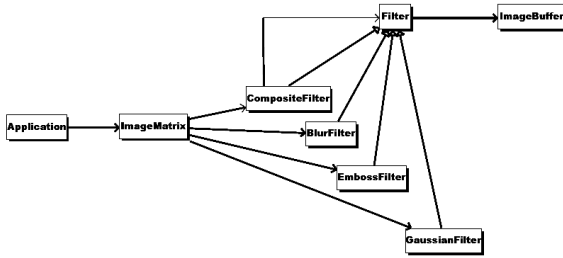 Filter
ImageBuffer
CompositeFilter
Application
ImageMatrix
BlurFilter
EmbossFilter
GaussianFilter